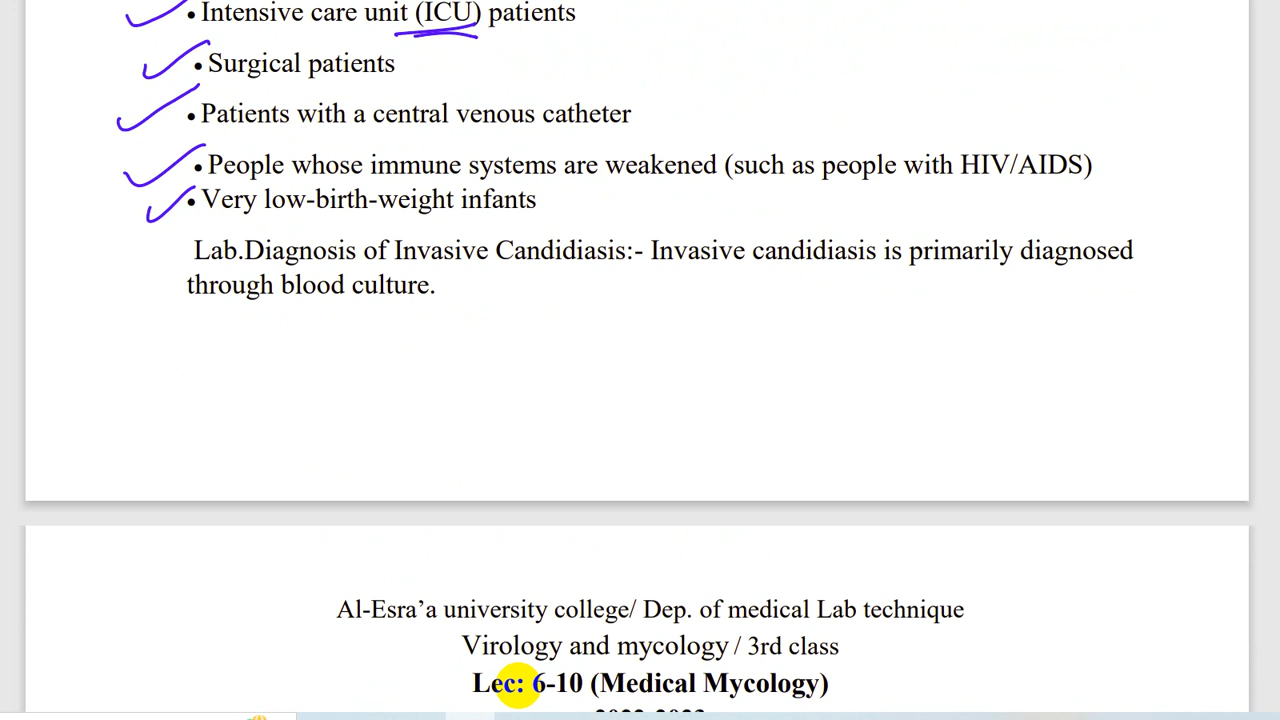 • Intensive care unit (ICU) patients
• Surgical patients
• Patients with a central venous catheter
• People whose immune systems are weakened (such as people with HIV/AIDS)
• Very low-birth-weight infants
Lab.Diagnosis of Invasive Candidiasis:- Invasive candidiasis is primarily diagnosed
through blood culture.
Al-Esra’a university college/ Dep. of medical Lab technique
Virology and mycology / 3rd class
Lec: 6-10 (Medical Mycology)
2022-2023